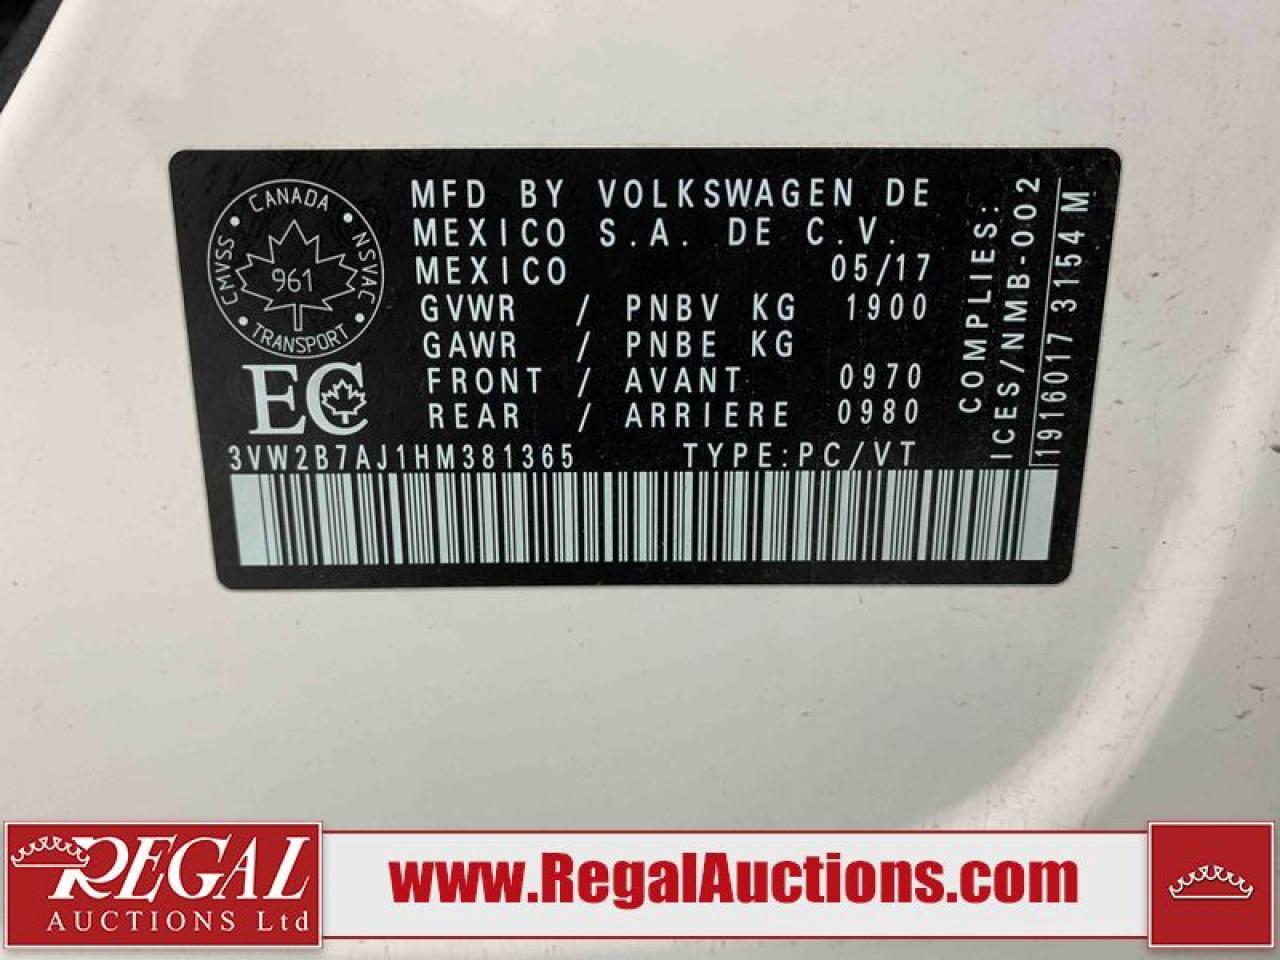 CANADA
CMVSS
NSVAC
961
TRANSPORT
EC
MFD BY VOLKSWAGEN DE
MEXICO S.A. DE C.V.
MEXICO 05/17
GVWR / PNBV KG 1900
GAWR / PNBE KG
FRONT / AVANT 0970
REAR / ARRIERE 0980
3VW2B7AJ1HM381365 TYPE:PC/VT
COMPLIES:
ICES/NMB-002
1916017 3154 M
REGAL
AUCTIONS Ltd
www.RegalAuctions.com